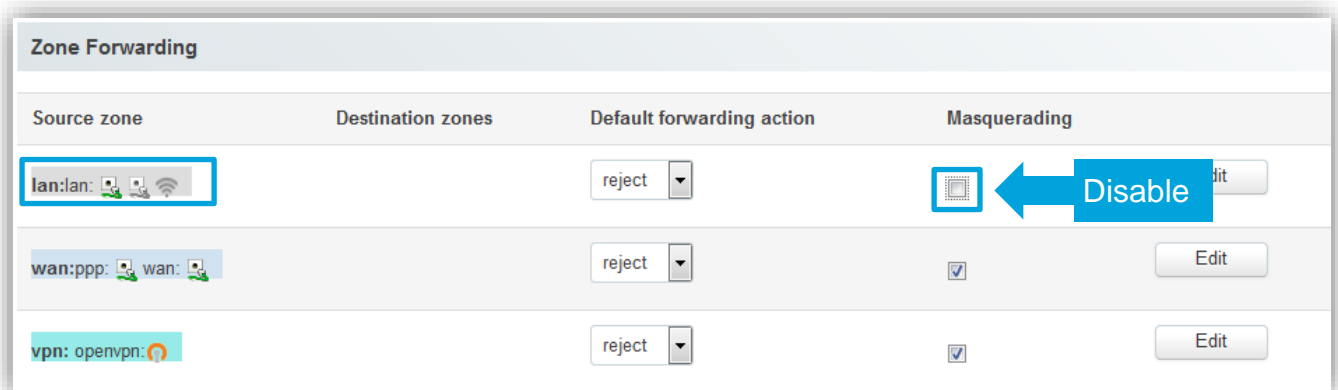 Zone Forwarding
Source zone Destination zones Default forwarding action Masquerading
lan:lan: reject Disable dit
wan:ppp: wan: reject Edit
vpn: openvpn: reject Edit